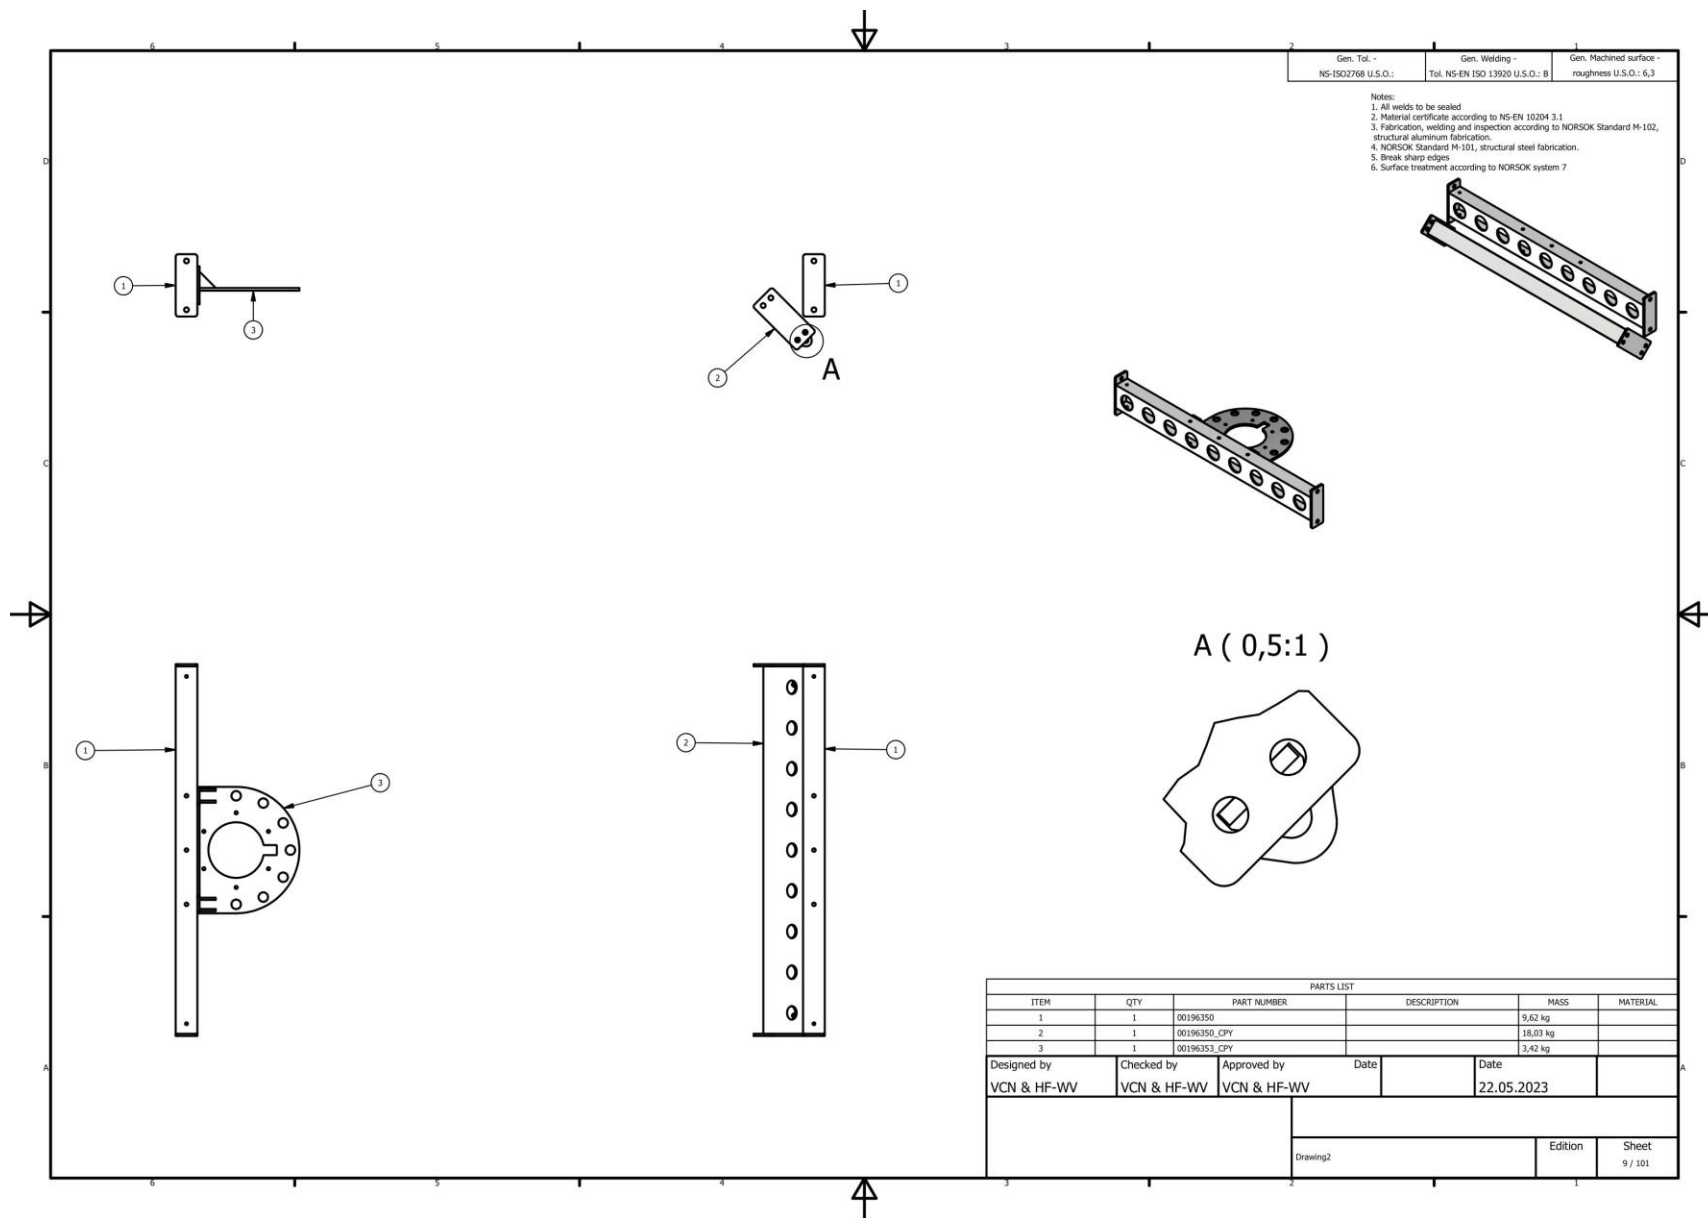 6 5 4 3 2 1
Gen. Tol. -
NS-ISO2768 U.S.O.:
Gen. Welding -
Tol. NS-EN ISO 13920 U.S.O.: B
Gen. Machined surface -
roughness U.S.O.: 6,3
Notes:
1. All welds to be sealed
2. Material certificate according to NS-EN 10204 3.1
3. Fabrication, welding and inspection according to NORSOK Standard M-102,
structural aluminum fabrication.
4. NORSOK Standard M-101, structural steel fabrication.
5. Break sharp edges
6. Surface treatment according to NORSOK system 7
D D
1
3
1
2
A
C C
A ( 0,5:1 )
1
3
2
1
B B
PARTS LIST
ITEM QTY PART NUMBER DESCRIPTION MASS MATERIAL
1 1 00196350 9,62 kg
2 1 00196350_CPY 18,03 kg
3 1 00196353_CPY 3,42 kg
A A
Designed by Checked by Approved by Date Date
VCN & HF-WV VCN & HF-WV VCN & HF-WV 22.05.2023
Edition Sheet
Drawing2 9 / 101
6 5 4 3 2 1